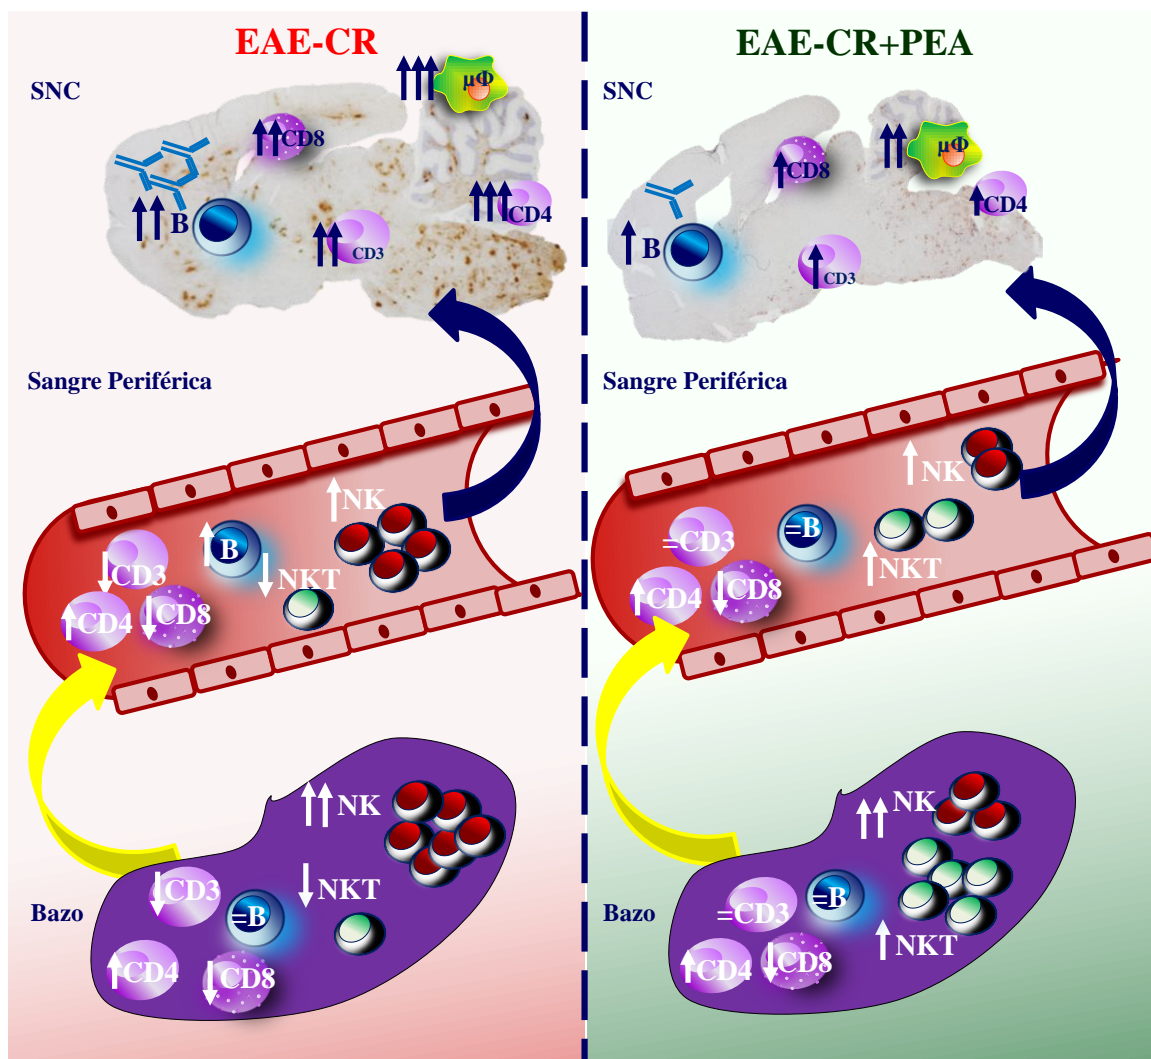 EAE-CR
SNC
μΦ
↑↑↑
↑↑CD8
↑↑B
↑↑↑CD4
↑↑CD3
Sangre Periférica
↑NK
↑B
↓CD3
↓NKT
↑CD4
↓CD8
↑↑NK
↓CD3
↓NKT
Bazo
=B
↑CD4
↓CD8
EAE-CR+PEA
SNC
↑↑
μΦ
↑CD8
↑CD4
↑B
↑CD3
Sangre Periférica
↑NK
=CD3
=B
↑NKT
↑CD4
↓CD8
↑↑NK
Bazo
=CD3
=B
↑NKT
↑CD4
↓CD8